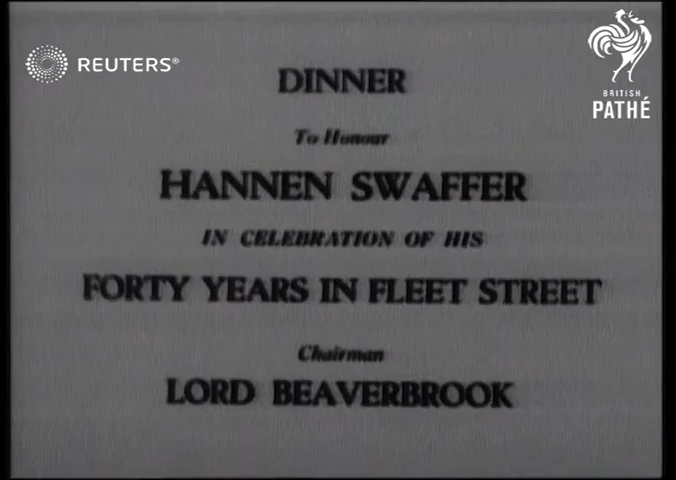 REUTERS®
BRITISH
PATHÉ
DINNER
To Honour
HANNEN SWAFFER
IN CELEBRATION OF HIS
FORTY YEARS IN FLEET STREET
Chairman
LORD BEAVERBROOK